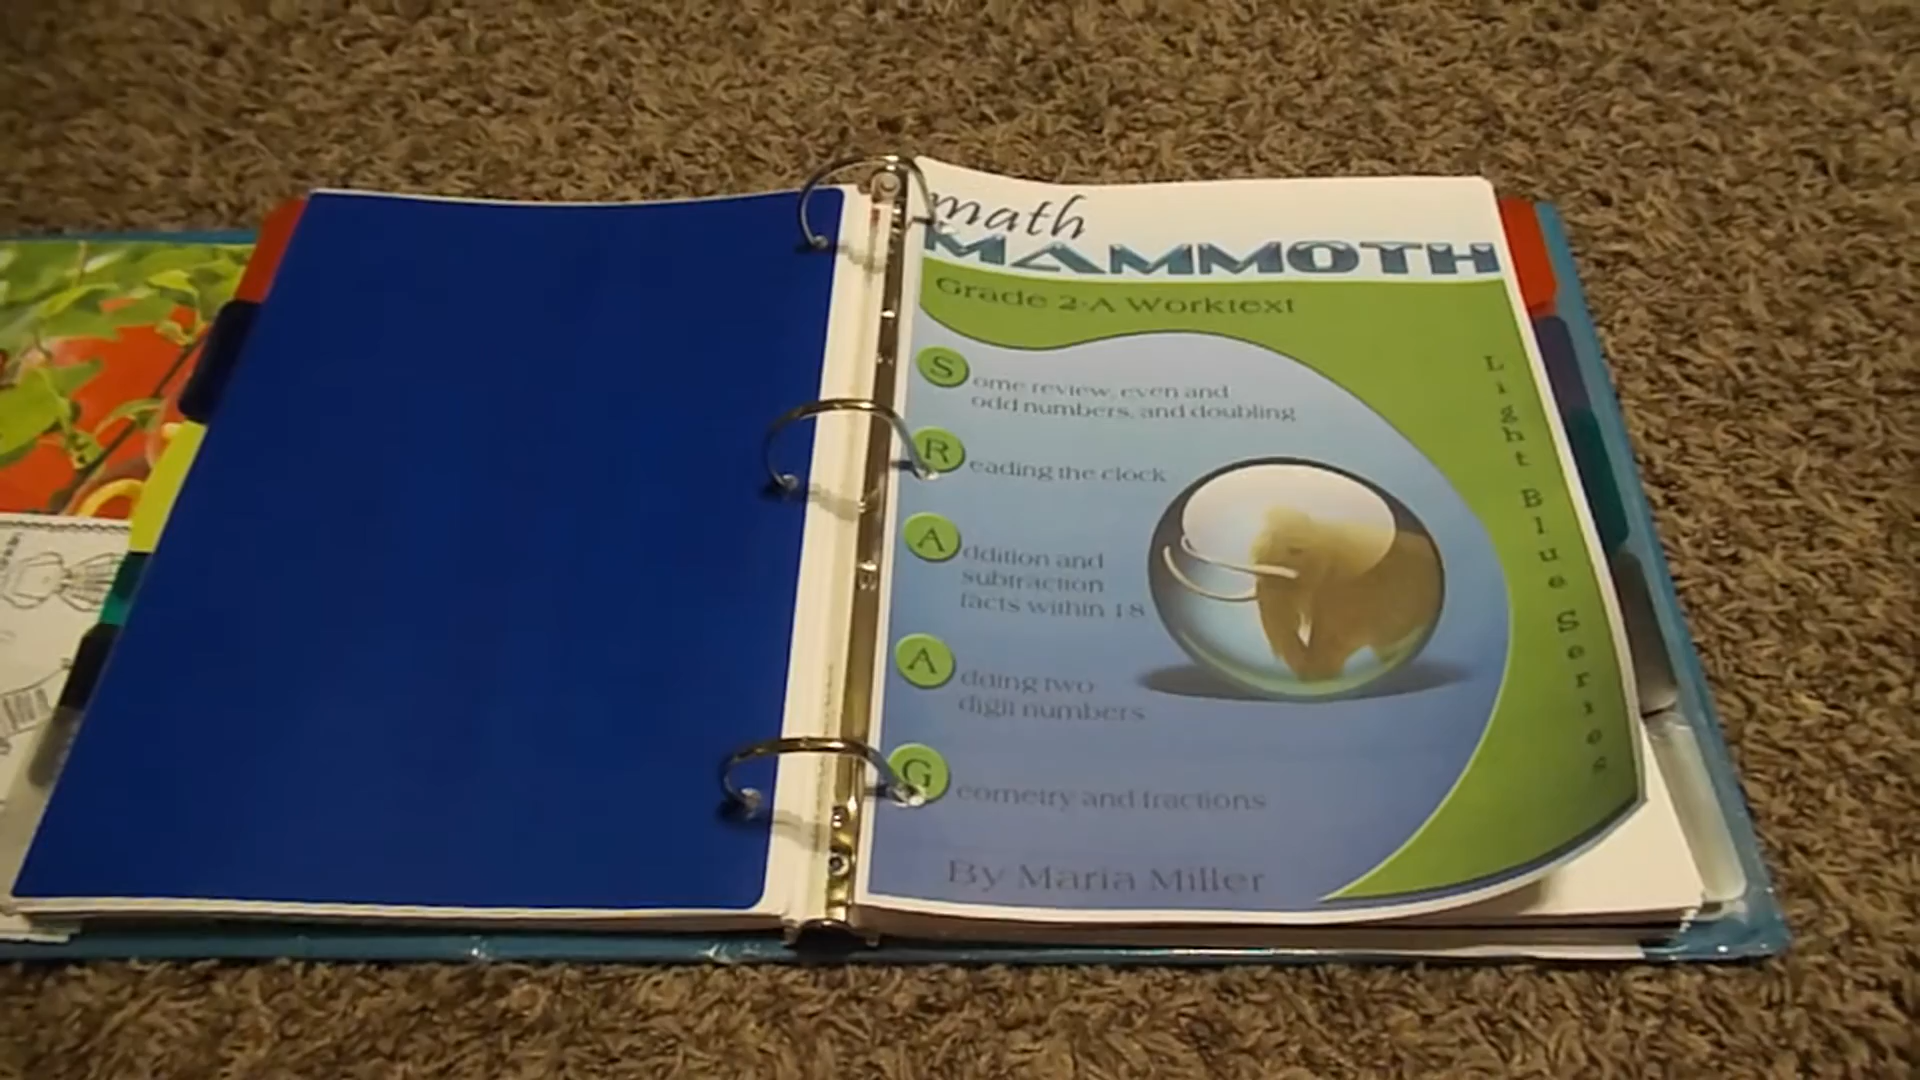 math
MAMMOTH
Grade 2-A Worktext
Some review, even and
odd numbers, and doubling
Reading the clock
Addition and
subtraction
facts within 18
Adding two
digit numbers
Geometry and fractions
By Maria Miller
Light Blue Series